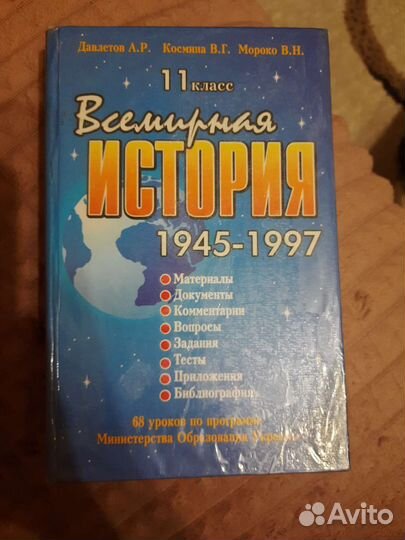 Давлетов А.Р. Космина В.Г. Мороко В.Н.
11 класс
Всемирная
ИСТОРИЯ
1945-1997
Материалы
Документы
Комментарии
Вопросы
Задания
Тесты
Приложения
Библиография
68 уроков по программе
Министерства Образования Украины
Avito